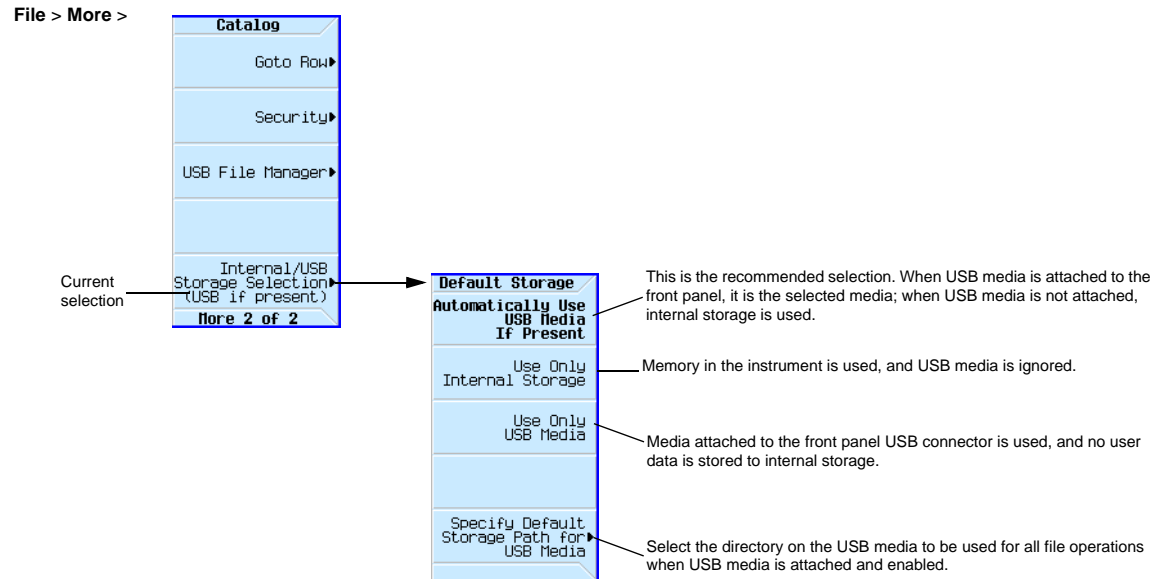 File > More >
Catalog
Goto Row
Security
USB File Manager
Internal/USB
Storage Selection
(USB if present)
More 2 of 2
Current
selection
Default Storage
Automatically Use
USB Media
If Present
Use Only
Internal Storage
Use Only
USB Media
Specify Default
Storage Path for
USB Media
This is the recommended selection. When USB media is attached to the
front panel, it is the selected media; when USB media is not attached,
internal storage is used.
Memory in the instrument is used, and USB media is ignored.
Media attached to the front panel USB connector is used, and no user
data is stored to internal storage.
Select the directory on the USB media to be used for all file operations
when USB media is attached and enabled.